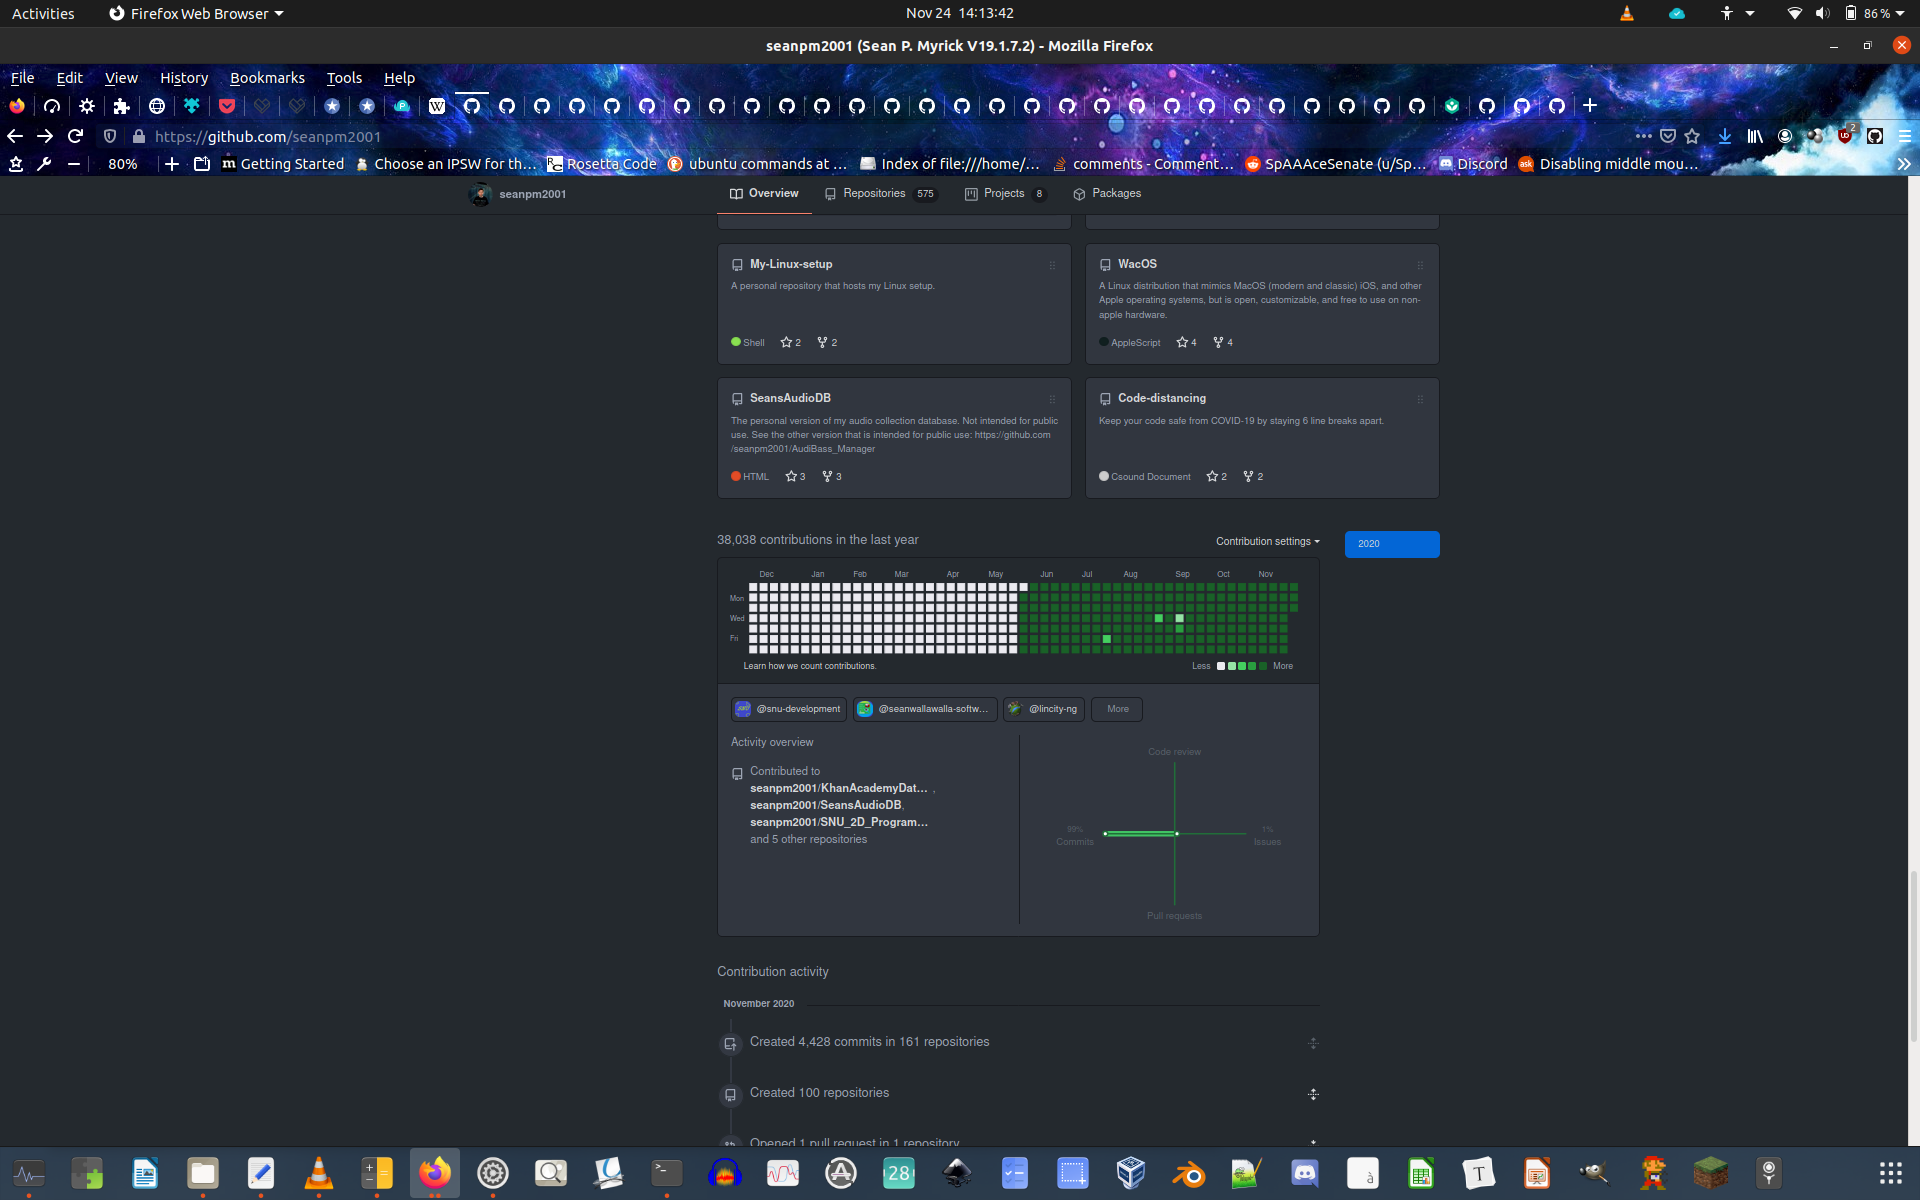 Activities
Firefox Web Browser
Nov 24 14:13:42
86 %
seanpm2001 (Sean P. Myrick V19.1.7.2) - Mozilla Firefox
File Edit View History Bookmarks Tools Help
https://github.com/seanpm2001
2
80%
Getting Started
Choose an IPSW for th…
Rosetta Code
ubuntu commands at …
Index of file:///home/…
comments - Comment…
SpAAAceSenate (u/Sp…
Discord
Disabling middle mou…
seanpm2001
Overview
Repositories 575
Projects 8
Packages
My-Linux-setup
A personal repository that hosts my Linux setup.
Shell 2 2
WacOS
A Linux distribution that mimics MacOS (modern and classic) iOS, and other
Apple operating systems, but is open, customizable, and free to use on non-
apple hardware.
AppleScript 4 4
SeansAudioDB
The personal version of my audio collection database. Not intended for public
use. See the other version that is intended for public use: https://github.com
/seanpm2001/AudiBass_Manager
HTML 3 3
Code-distancing
Keep your code safe from COVID-19 by staying 6 line breaks apart.
Csound Document 2 2
38,038 contributions in the last year
Contribution settings
2020
Dec Jan Feb Mar Apr May Jun Jul Aug Sep Oct Nov
Mon
Wed
Fri
Learn how we count contributions.
Less More
@snu-development
@seanwallawalla-softw…
@lincity-ng
More
Activity overview
Contributed to
seanpm2001/KhanAcademyDat… ,
seanpm2001/SeansAudioDB,
seanpm2001/SNU_2D_Program…
and 5 other repositories
Code review
99%
Commits
1%
Issues
Pull requests
Contribution activity
November 2020
Created 4,428 commits in 161 repositories
Created 100 repositories
Opened 1 pull request in 1 repository
28